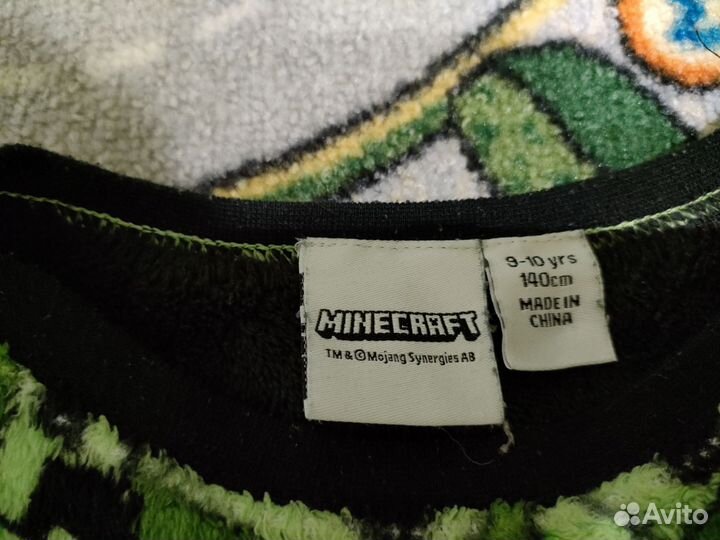 MINECRAFT
TM & ©Mojang Synergies AB
9-10 yrs
140cm
MADE IN
CHINA
Avito